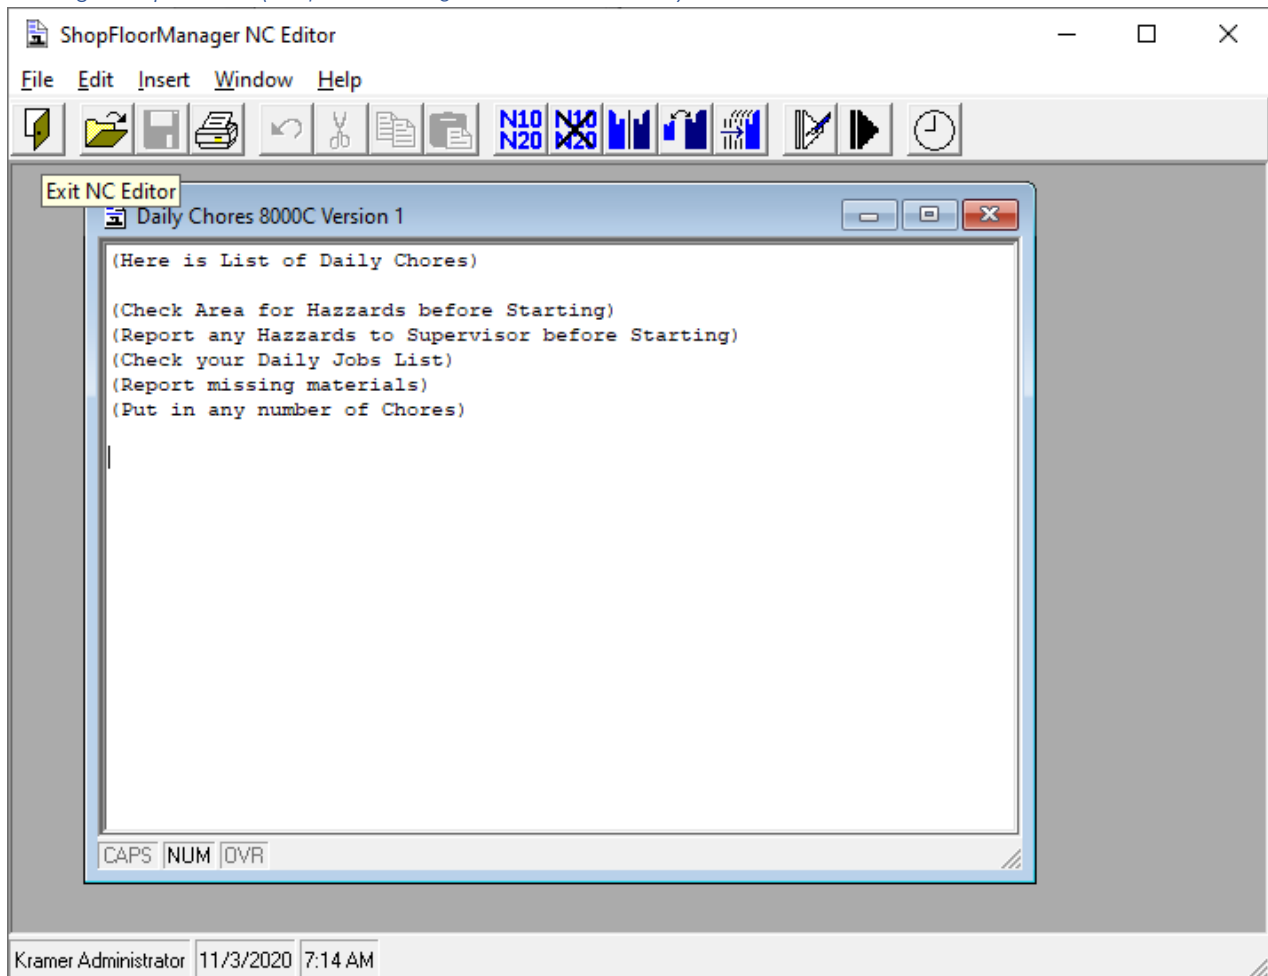 ShopFloorManager NC Editor
File Edit Insert Window Help
N10 N10
N20 N20
Exit NC Editor
Daily Chores 8000C Version 1
(Here is List of Daily Chores)
(Check Area for Hazzards before Starting)
(Report any Hazzards to Supervisor before Starting)
(Check your Daily Jobs List)
(Report missing materials)
(Put in any number of Chores)
CAPS NUM OVR
Kramer Administrator 11/3/2020 7:14 AM